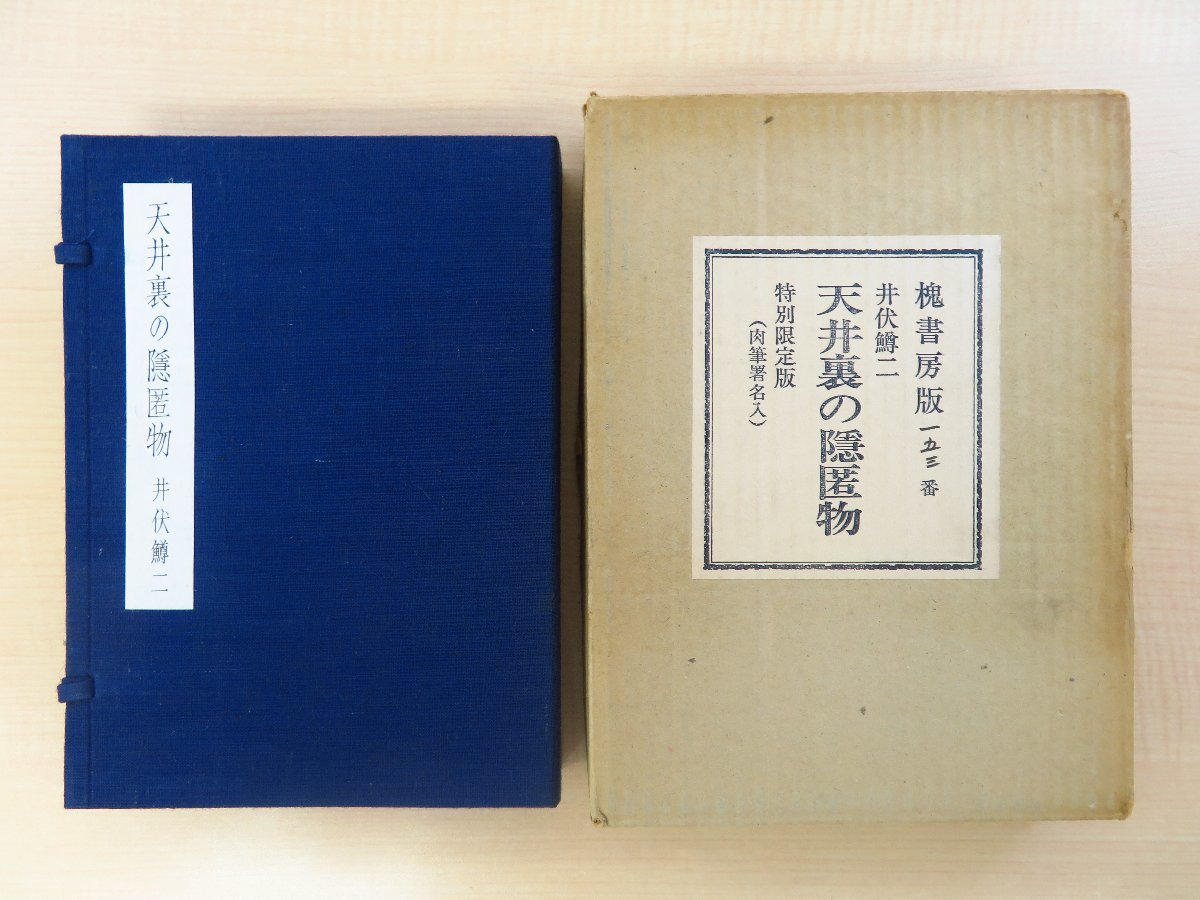 天井裏の隠匿物 井伏鱒二
槐書房版 一五三 番
井伏鱒二
天井裏の隠匿物
特別限定版
（肉筆署名入）